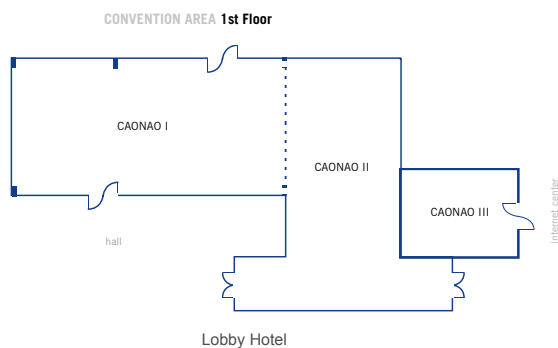 CONVENTION AREA 1st Floor
CAONAO I
CAONAO II
CAONAO III
internet center
hall
Lobby Hotel